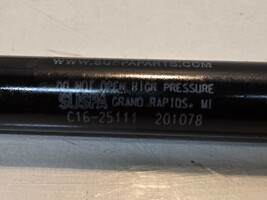 WWW.SUSPAPARTS.COM
DO NOT OPEN HIGH PRESSURE
SUSPA GRAND RAPIDS, MI
C16-25111 201078